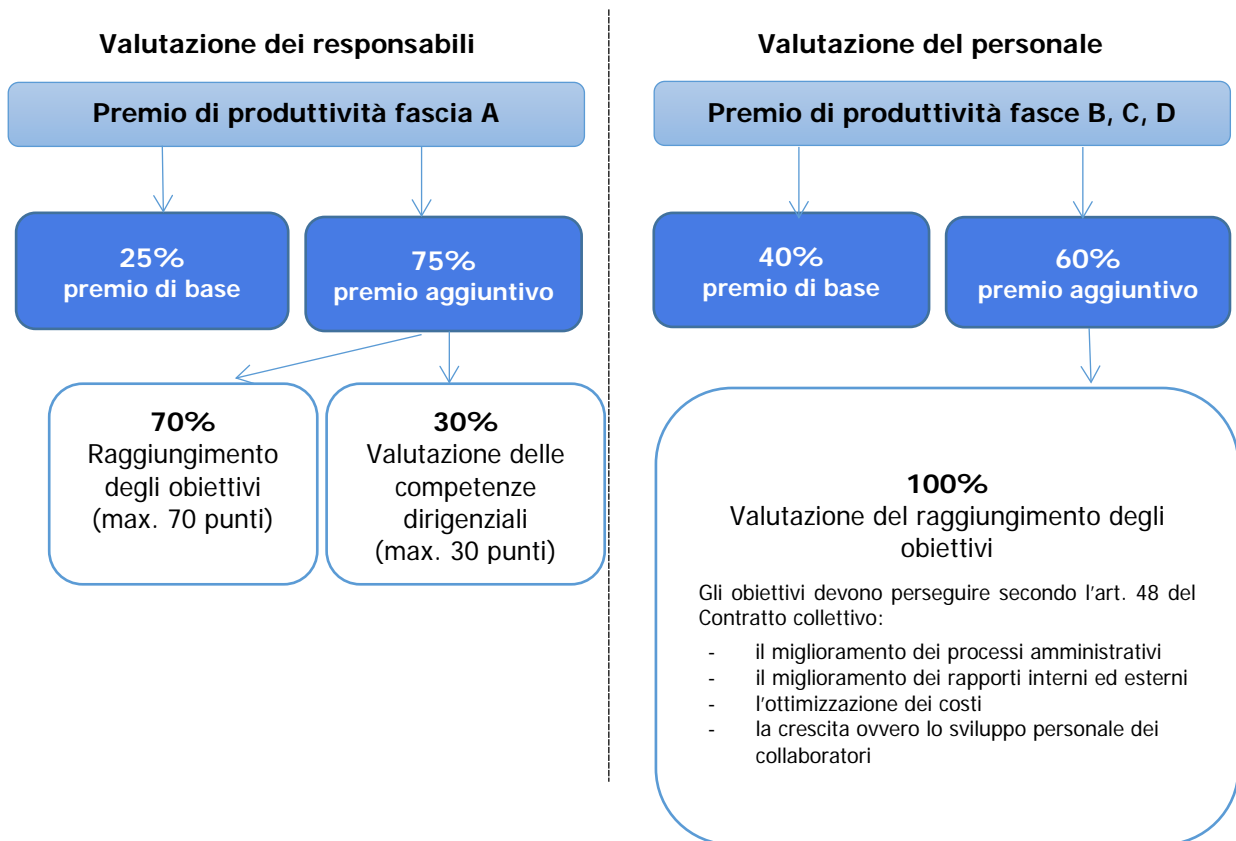 Valutazione dei responsabili
Premio di produttività fascia A
25%
premio di base
75%
premio aggiuntivo
70%
Raggiungimento
degli obiettivi
(max. 70 punti)
30%
Valutazione delle
competenze
dirigenziali
(max. 30 punti)
Valutazione del personale
Premio di produttività fasce B, C, D
40%
premio di base
60%
premio aggiuntivo
100%
Valutazione del raggiungimento degli
obiettivi
Gli obiettivi devono perseguire secondo l'art. 48 del
Contratto collettivo:
- il miglioramento dei processi amministrativi
- il miglioramento dei rapporti interni ed esterni
- l'ottimizzazione dei costi
- la crescita ovvero lo sviluppo personale dei
collaboratori